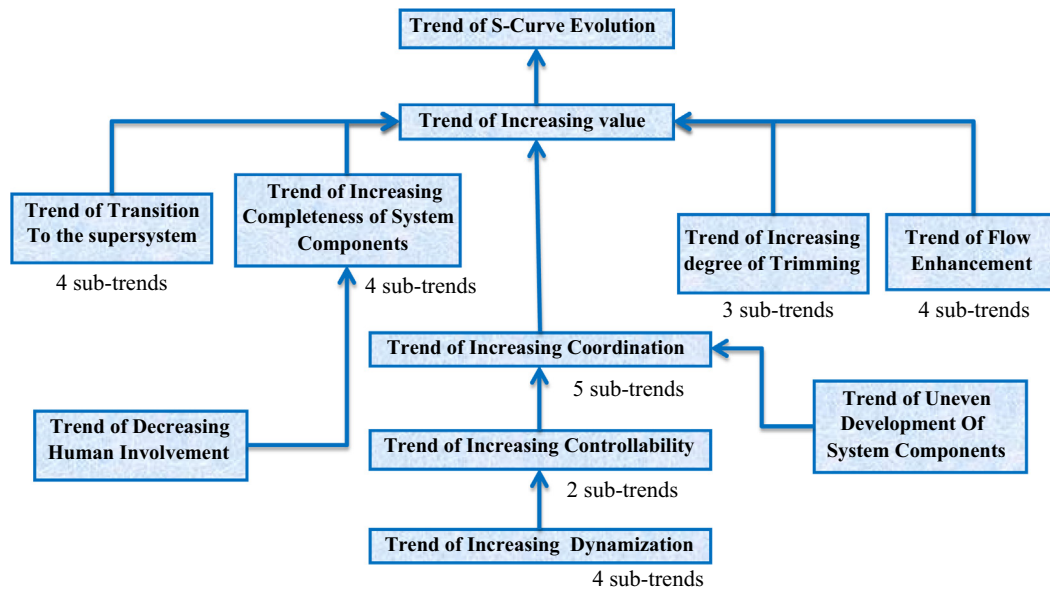 Trend of S-Curve Evolution
Trend of Increasing value
Trend of Transition
To the supersystem
4 sub-trends
Trend of Increasing
Completeness of System
Components
4 sub-trends
Trend of Increasing
degree of Trimming
3 sub-trends
Trend of Flow
Enhancement
4 sub-trends
Trend of Increasing Coordination
5 sub-trends
Trend of Decreasing
Human Involvement
Trend of Increasing Controllability
2 sub-trends
Trend of Uneven
Development Of
System Components
Trend of Increasing Dynamization
4 sub-trends